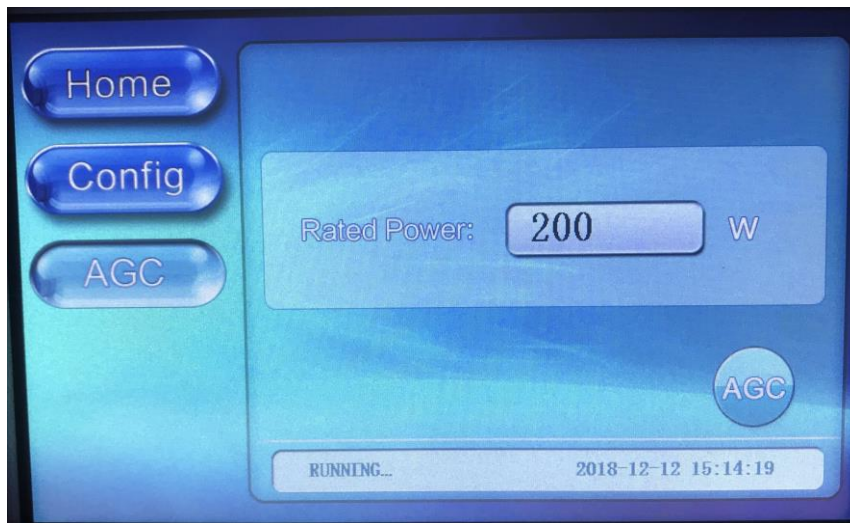 Home
Config
AGC
Rated Power: 200 W
AGC
RUNNING... 2018-12-12 15:14:19